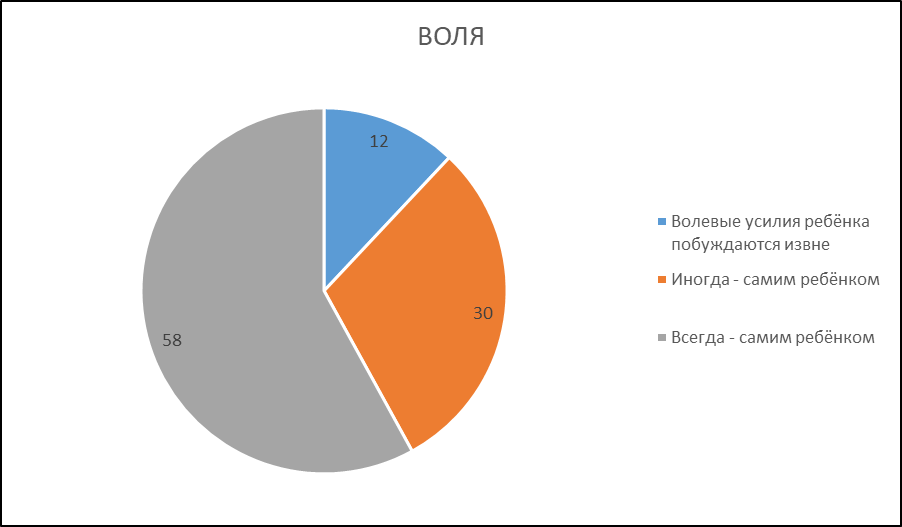 ВОЛЯ
12
30
58
Волевые усилия ребёнка
побуждаются извне
Иногда - самим ребёнком
Всегда - самим ребёнком